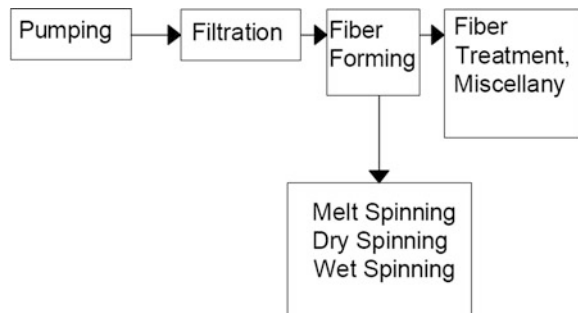 Pumping
Filtration
Fiber
Forming
Fiber
Treatment,
Miscellany
Melt Spinning
Dry Spinning
Wet Spinning